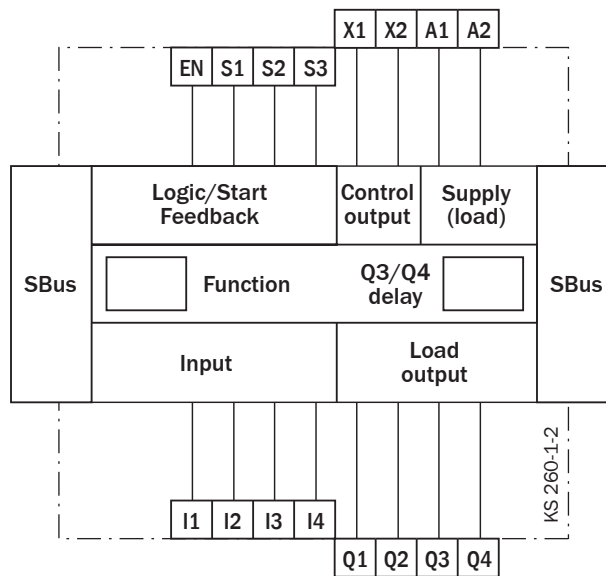 X1 X2 A1 A2
EN S1 S2 S3
Logic/Start
Feedback
Control
output
Supply
(load)
SBus
Function
Q3/Q4
delay
SBus
Input
Load
output
KS 260-1-2
I1 I2 I3 I4
Q1 Q2 Q3 Q4